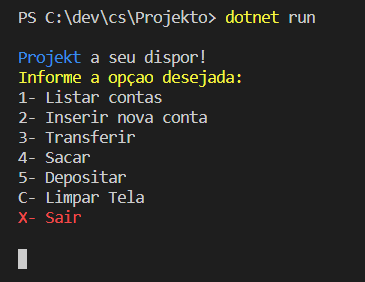 PS C:\dev\cs\Projekto> dotnet run
Projekt a seu dispor!
Informe a opçao desejada:
1- Listar contas
2- Inserir nova conta
3- Transferir
4- Sacar
5- Depositar
C- Limpar Tela
X- Sair